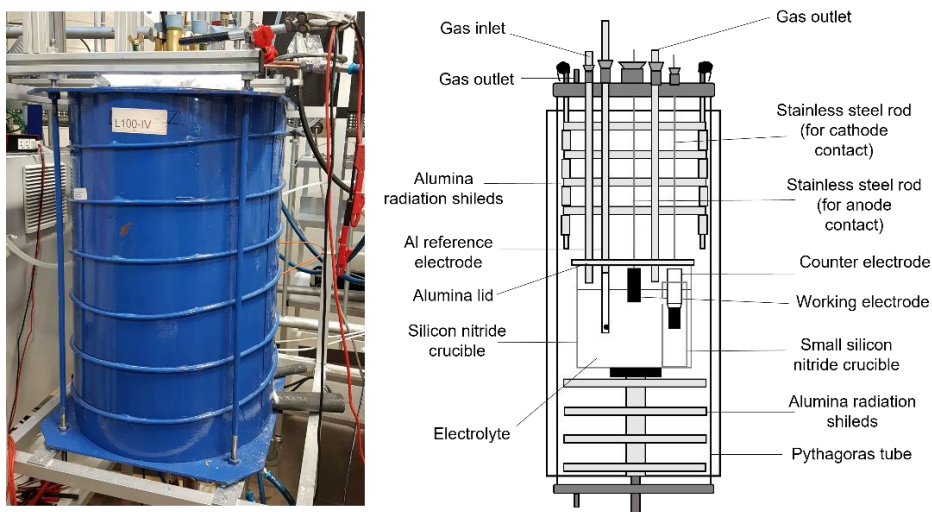 L100-IV
Gas inlet
Gas outlet
Gas outlet
Stainless steel rod
(for cathode
contact)
Alumina
radiation shileds
Stainless steel rod
(for anode
contact)
Al reference
electrode
Counter electrode
Alumina lid
Working electrode
Silicon nitride
crucible
Small silicon
nitride crucible
Electrolyte
Alumina radiation
shileds
Pythagoras tube